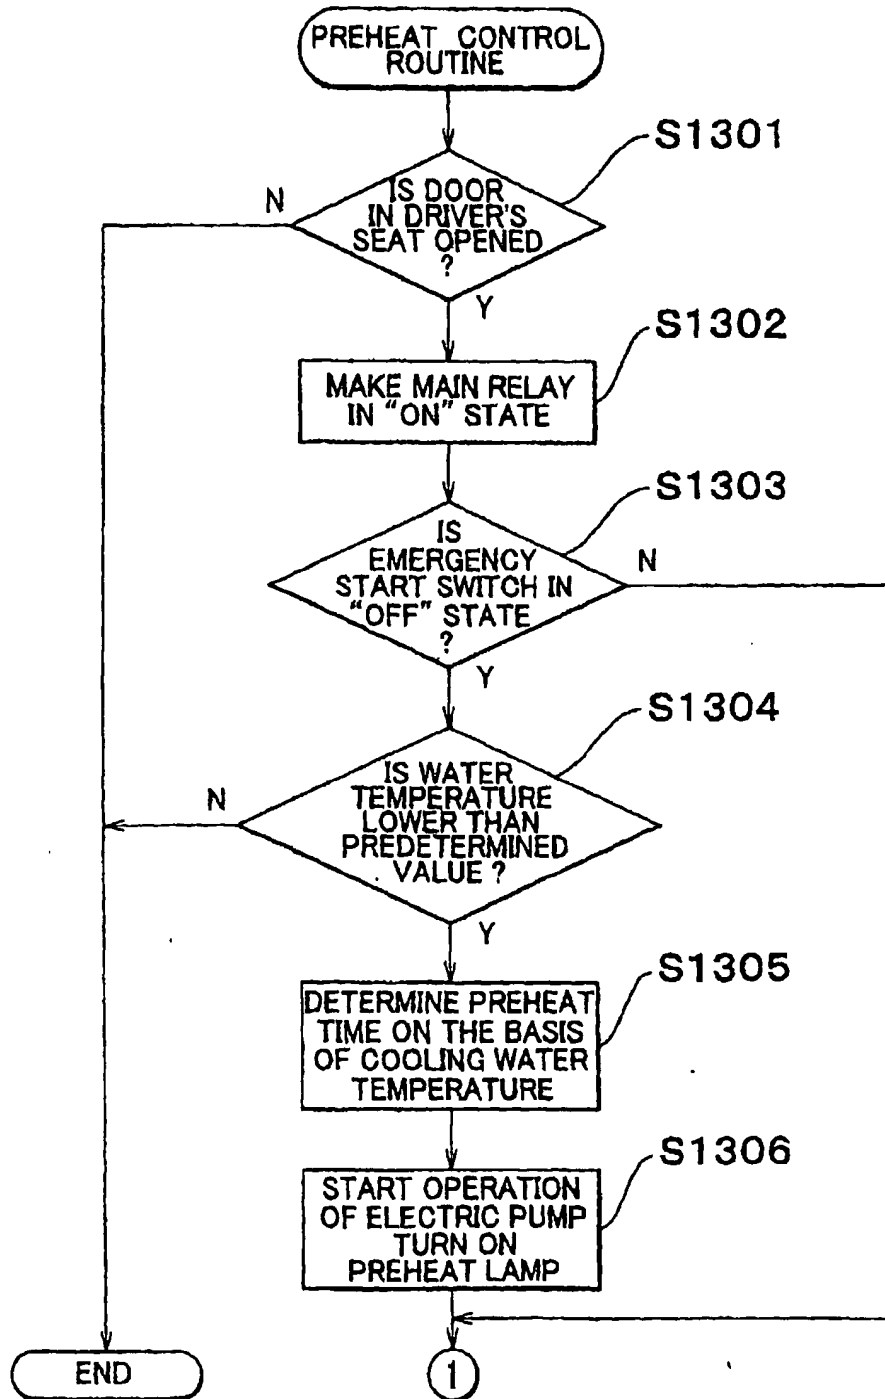 PREHEAT CONTROL
ROUTINE
S1301
N
IS DOOR
IN DRIVER'S
SEAT OPENED
?
Y
S1302
MAKE MAIN RELAY
IN "ON" STATE
S1303
IS
EMERGENCY
START SWITCH IN
"OFF" STATE
?
N
Y
S1304
N
IS WATER
TEMPERATURE
LOWER THAN
PREDETERMINED
VALUE ?
Y
S1305
DETERMINE PREHEAT
TIME ON THE BASIS
OF COOLING WATER
TEMPERATURE
S1306
START OPERATION
OF ELECTRIC PUMP
TURN ON
PREHEAT LAMP
END
1